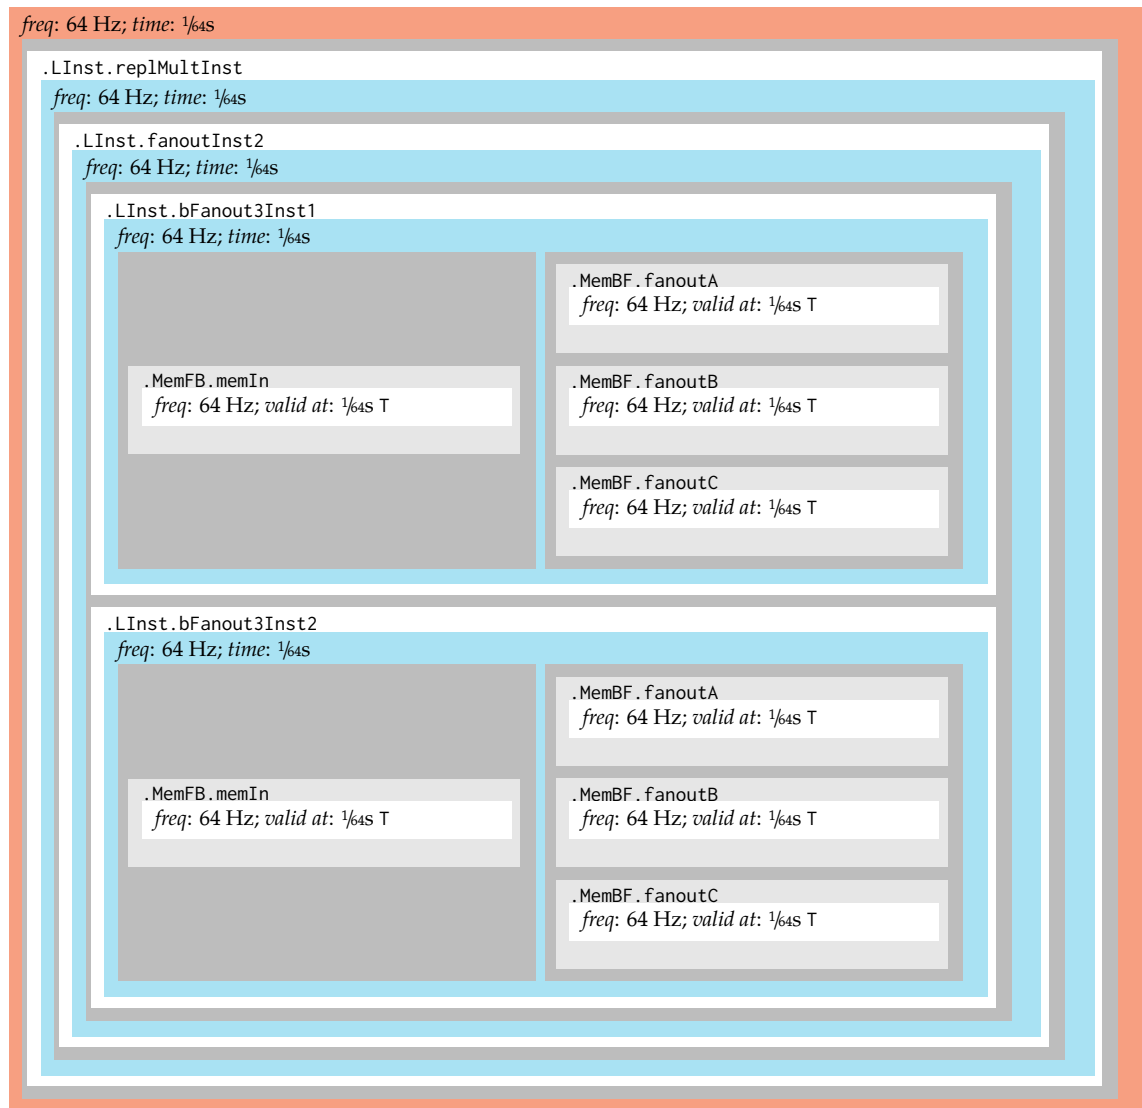 freq: 64 Hz; time: 1/64s
.LInst.replMultInst
freq: 64 Hz; time: 1/64s
.LInst.fanoutInst2
freq: 64 Hz; time: 1/64s
.LInst.bFanout3Inst1
freq: 64 Hz; time: 1/64s
.MemFB.memIn
freq: 64 Hz; valid at: 1/64s T
.MemBF.fanoutA
freq: 64 Hz; valid at: 1/64s T
.MemBF.fanoutB
freq: 64 Hz; valid at: 1/64s T
.MemBF.fanoutC
freq: 64 Hz; valid at: 1/64s T
.LInst.bFanout3Inst2
freq: 64 Hz; time: 1/64s
.MemFB.memIn
freq: 64 Hz; valid at: 1/64s T
.MemBF.fanoutA
freq: 64 Hz; valid at: 1/64s T
.MemBF.fanoutB
freq: 64 Hz; valid at: 1/64s T
.MemBF.fanoutC
freq: 64 Hz; valid at: 1/64s T